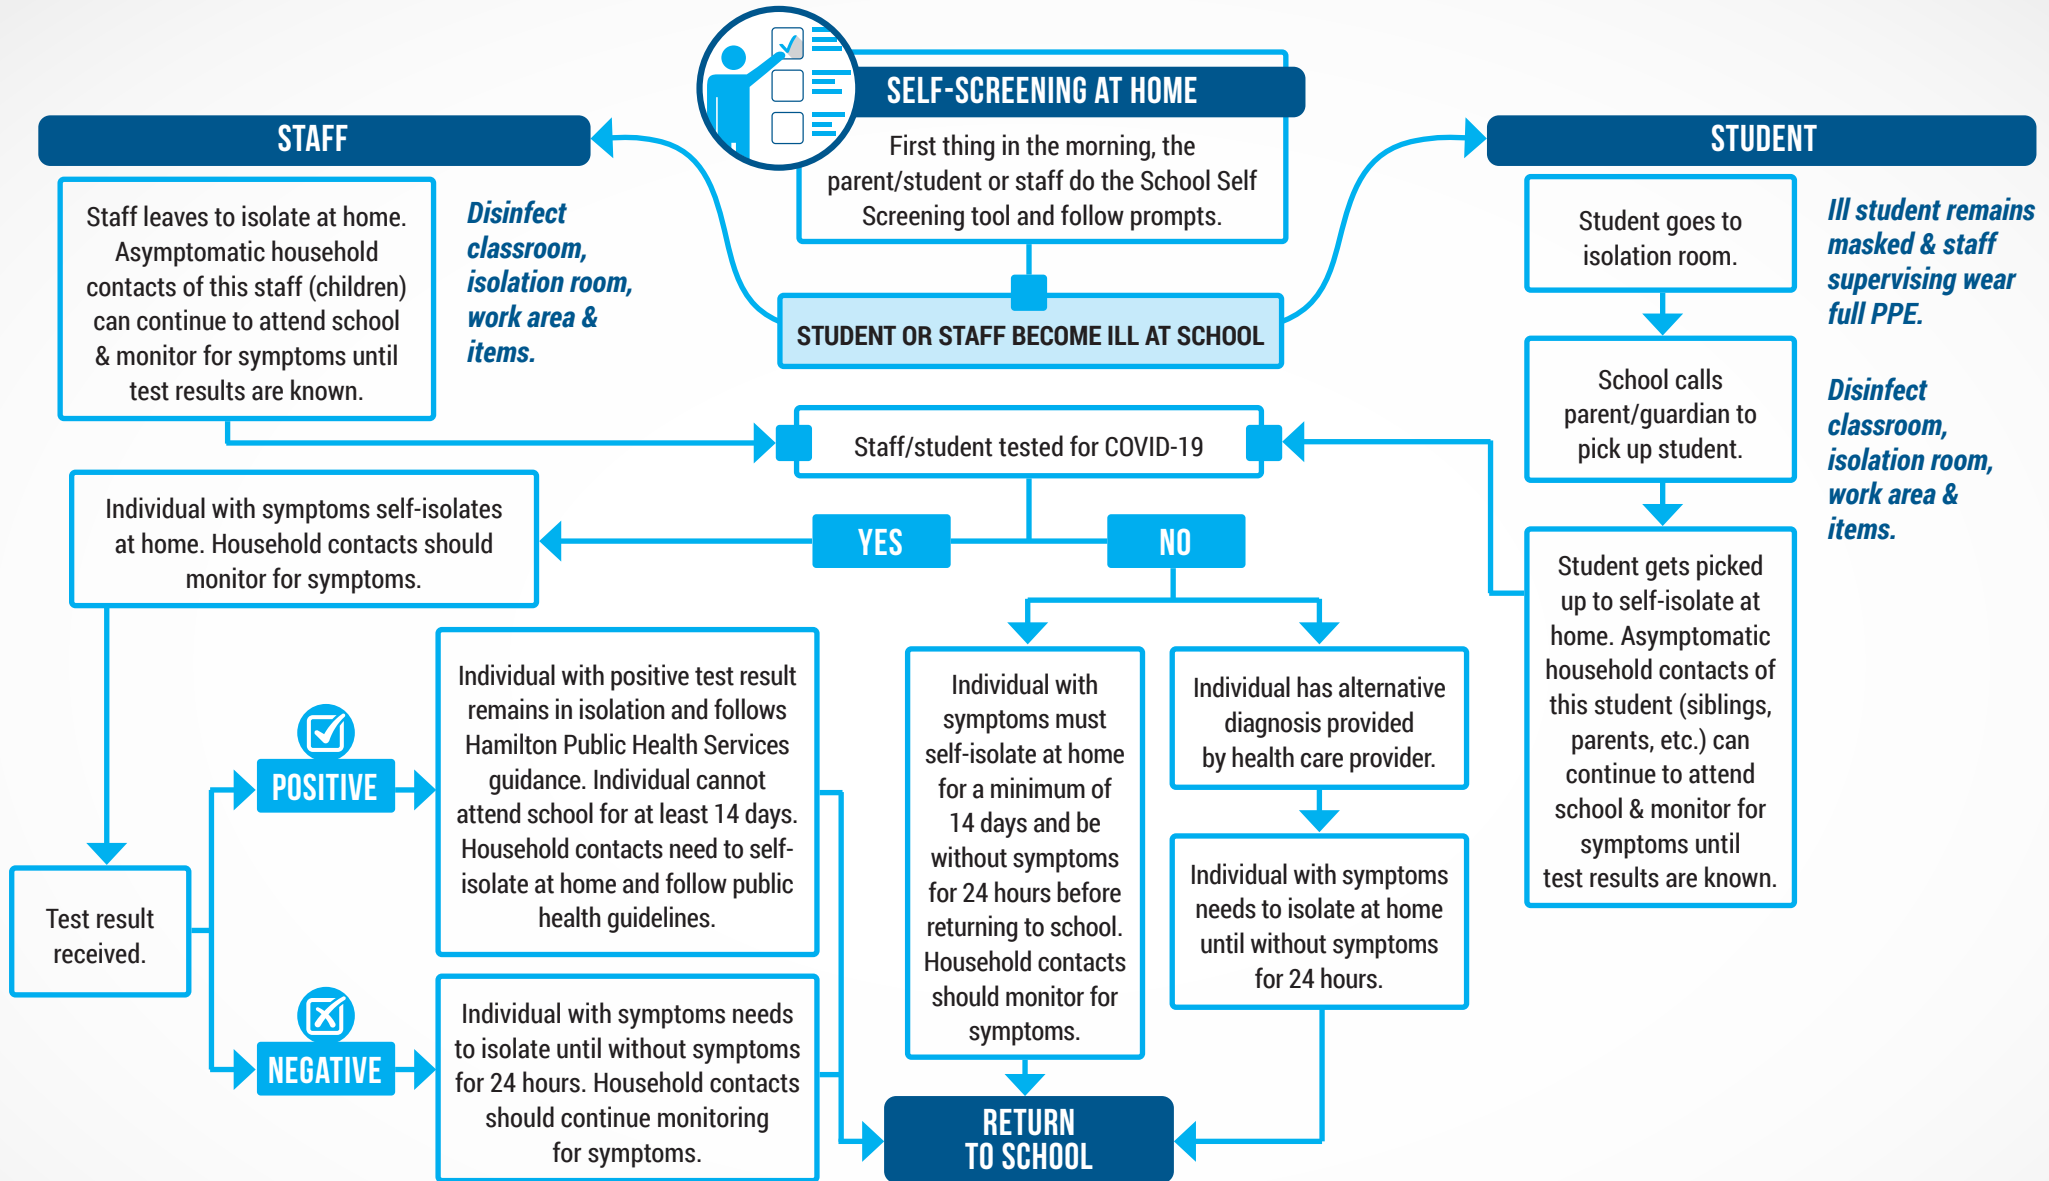 SELF-SCREENING AT HOME
First thing in the morning, the
parent/student or staff do the School Self
Screening tool and follow prompts.
STUDENT OR STAFF BECOME ILL AT SCHOOL
STAFF
Staff leaves to isolate at home.
Asymptomatic household
contacts of this staff (children)
can continue to attend school
& monitor for symptoms until
test results are known.
Disinfect
classroom,
isolation room,
work area &
items.
STUDENT
Student goes to
isolation room.
Ill student remains
masked & staff
supervising wear
full PPE.
School calls
parent/guardian to
pick up student.
Disinfect
classroom,
isolation room,
work area &
items.
Student gets picked
up to self-isolate at
home. Asymptomatic
household contacts of
this student (siblings,
parents, etc.) can
continue to attend
school & monitor for
symptoms until
test results are known.
Staff/student tested for COVID-19
YES
NO
Individual with symptoms self-isolates
at home. Household contacts should
monitor for symptoms.
Test result
received.
POSITIVE
Individual with positive test result
remains in isolation and follows
Hamilton Public Health Services
guidance. Individual cannot
attend school for at least 14 days.
Household contacts need to self-
isolate at home and follow public
health guidelines.
NEGATIVE
Individual with symptoms needs
to isolate until without symptoms
for 24 hours. Household contacts
should continue monitoring
for symptoms.
Individual with
symptoms must
self-isolate at home
for a minimum of
14 days and be
without symptoms
for 24 hours before
returning to school.
Household contacts
should monitor for
symptoms.
Individual has alternative
diagnosis provided
by health care provider.
Individual with symptoms
needs to isolate at home
until without symptoms
for 24 hours.
RETURN
TO SCHOOL